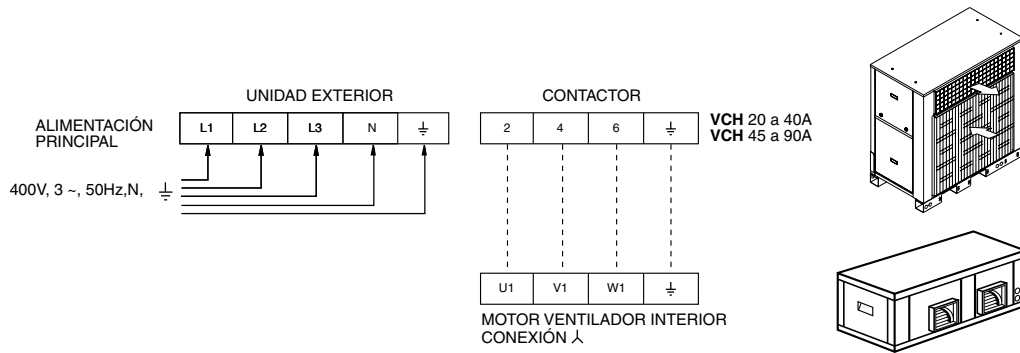 UNIDAD EXTERIOR
CONTACTOR
ALIMENTACIÓN
PRINCIPAL
L1 L2 L3 N ⏚
2 4 6 ⏚
VCH 20 a 40A
VCH 45 a 90A
400V, 3 ~, 50Hz,N, ⏚
U1 V1 W1 ⏚
MOTOR VENTILADOR INTERIOR
CONEXIÓN ⅄